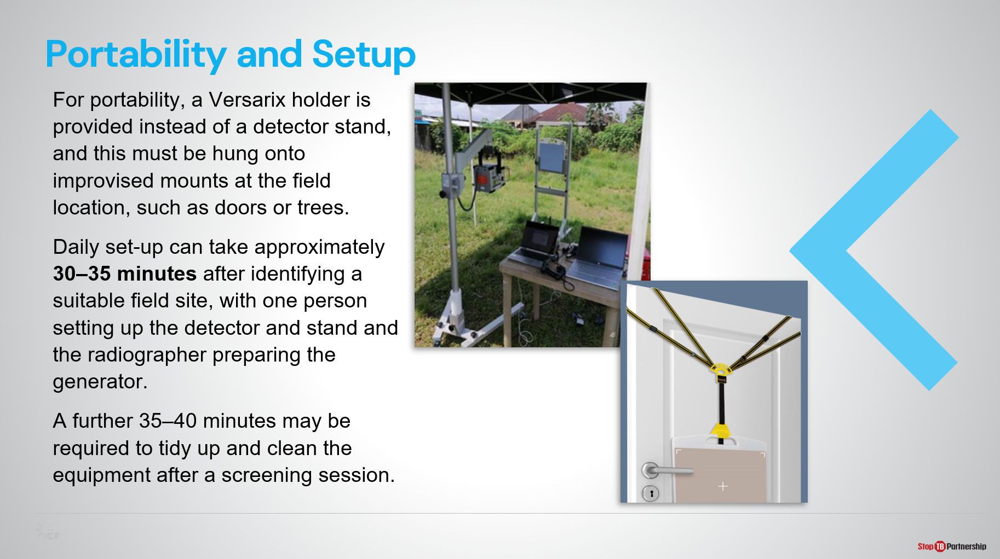 Portability and Setup
For portability, a Versarix holder is
provided instead of a detector stand,
and this must be hung onto
improvised mounts at the field
location, such as doors or trees.
Daily set-up can take approximately
30–35 minutes after identifying a
suitable field site, with one person
setting up the detector and stand and
the radiographer preparing the
generator.
A further 35–40 minutes may be
required to tidy up and clean the
equipment after a screening session.
ICF
Stop TB Partnership